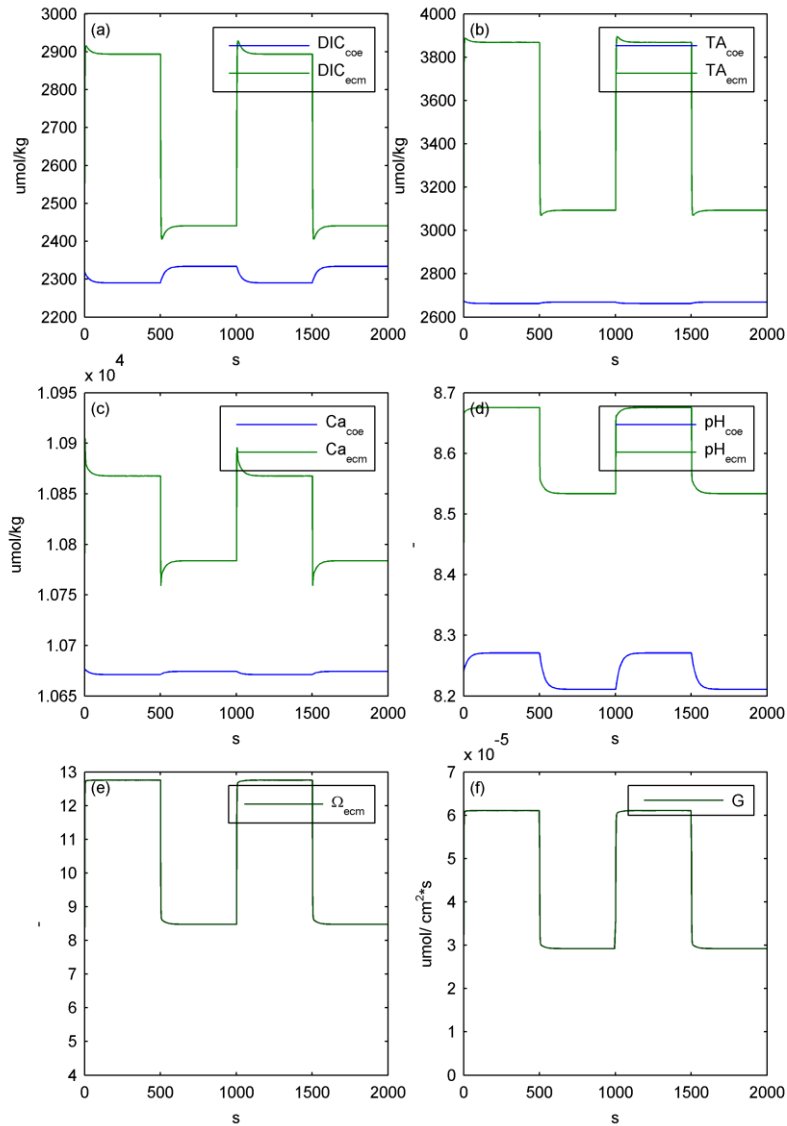 (a)
DIC_coe
DIC_ecm
umol/kg
3000
2900
2800
2700
2600
2500
2400
2300
2200
0 500 1000 1500 2000
s
(b)
TA_coe
TA_ecm
umol/kg
4000
3800
3600
3400
3200
3000
2800
2600
0 500 1000 1500 2000
s
x 10^4
(c)
Ca_coe
Ca_ecm
umol/kg
1.095
1.09
1.085
1.08
1.075
1.07
1.065
0 500 1000 1500 2000
s
(d)
pH_coe
pH_ecm
-
8.7
8.6
8.5
8.4
8.3
8.2
0 500 1000 1500 2000
s
(e)
Ω_ecm
-
13
12
11
10
9
8
7
6
5
4
0 500 1000 1500 2000
s
x 10^-5
(f)
G
umol/ cm²*s
7
6
5
4
3
2
1
0
0 500 1000 1500 2000
s